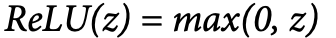 ReLU(z) = max(0, z)